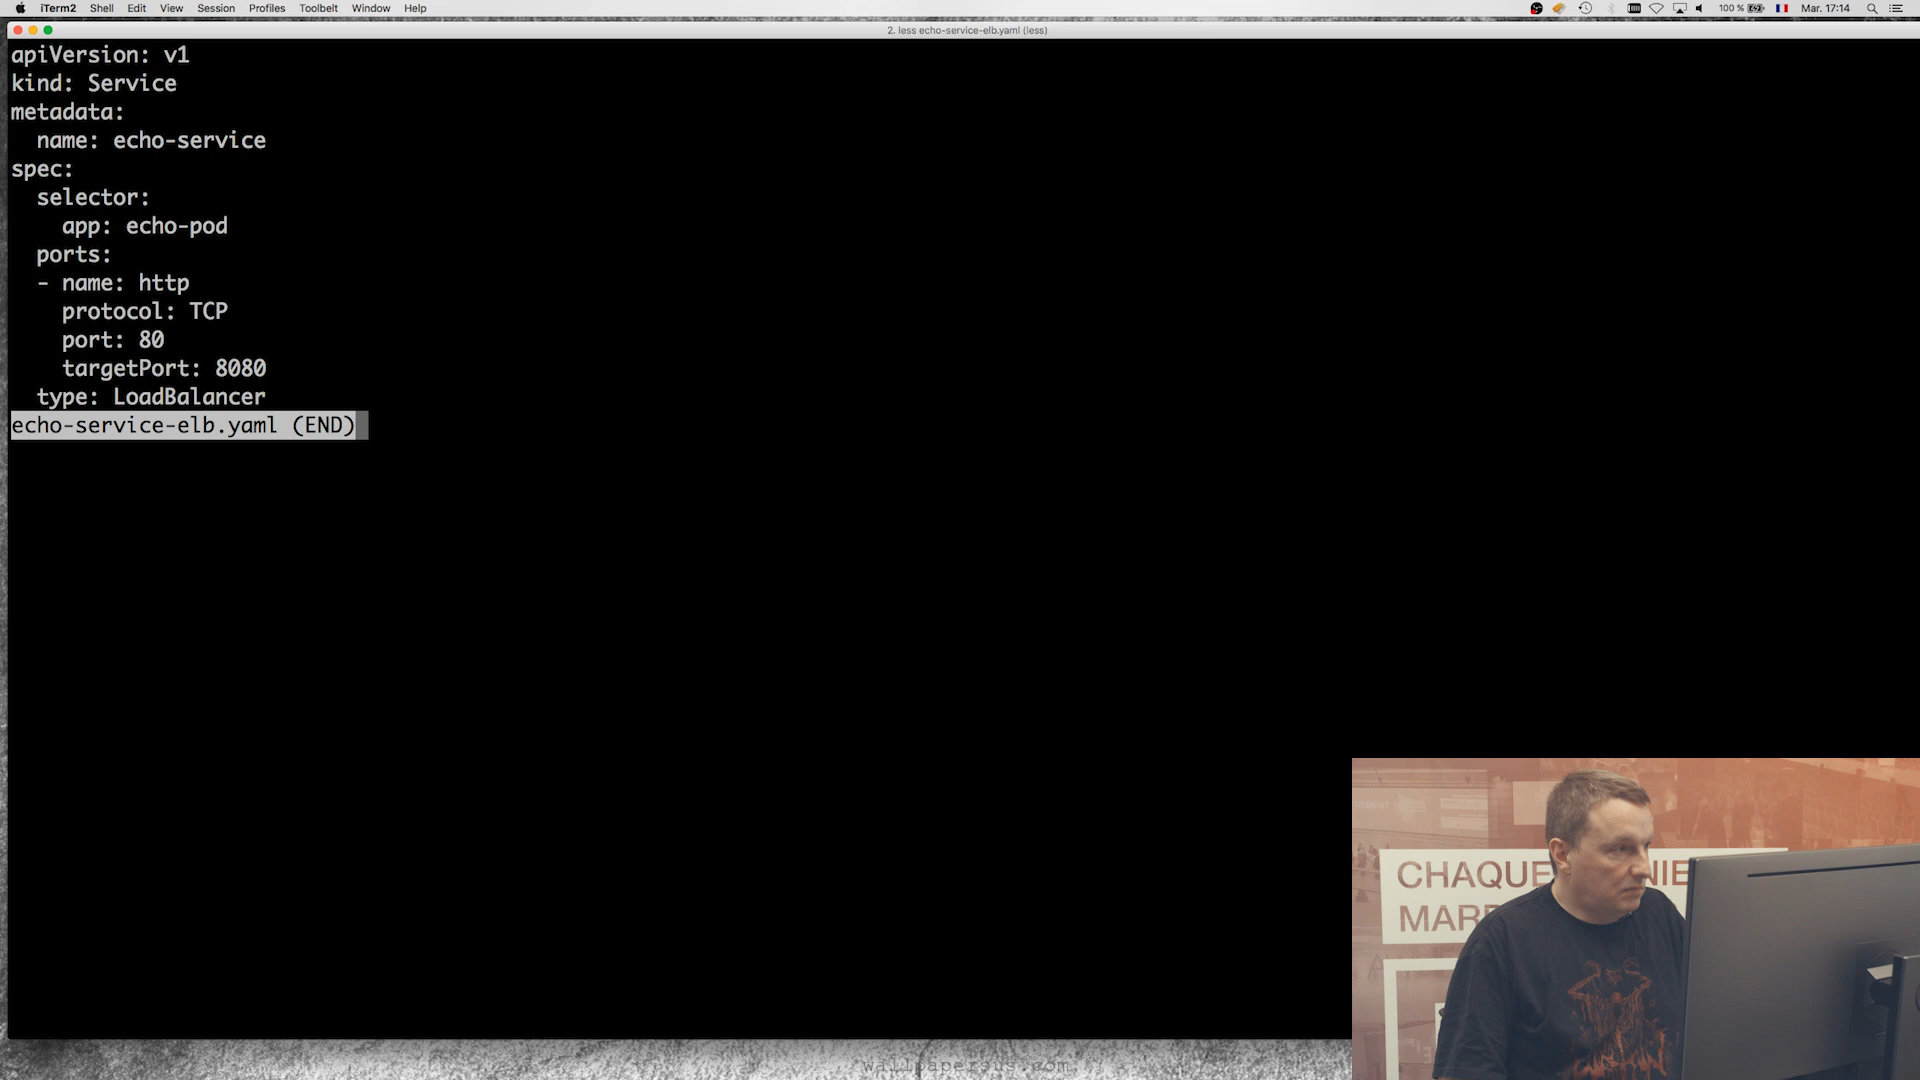 iTerm2 Shell Edit View Session Profiles Toolbelt Window Help 100 % Mar. 17:14
2. less echo-service-elb.yaml (less)
apiVersion: v1
kind: Service
metadata:
  name: echo-service
spec:
  selector:
    app: echo-pod
  ports:
  - name: http
    protocol: TCP
    port: 80
    targetPort: 8080
  type: LoadBalancer
echo-service-elb.yaml (END)
CHAQUE
wallpapersus.com